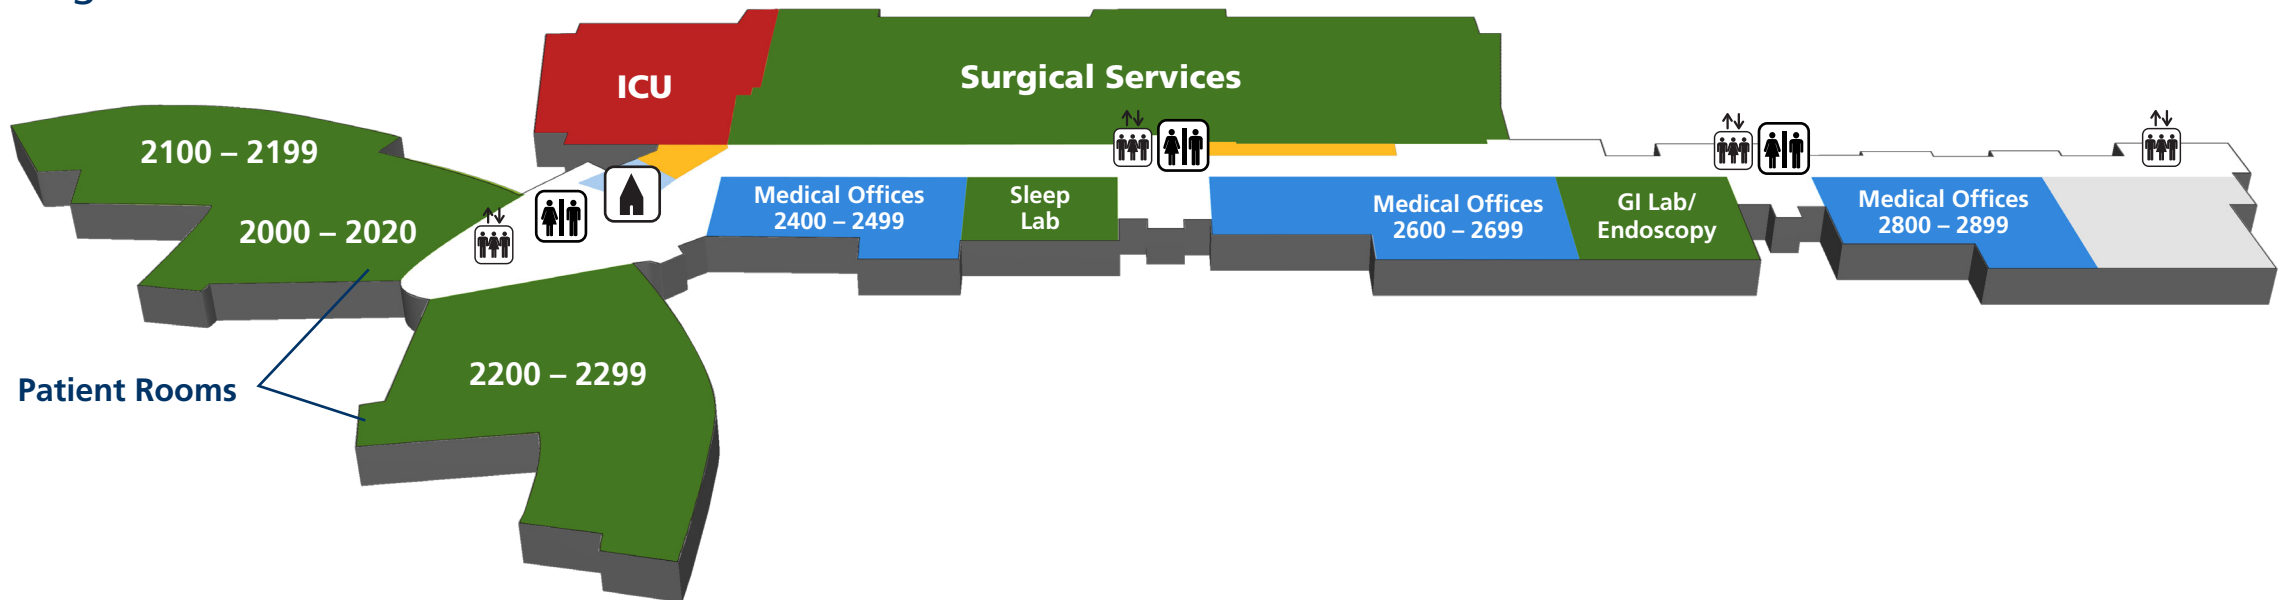 ICU
Surgical Services
2100 – 2199
2000 – 2020
Medical Offices
2400 – 2499
Sleep
Lab
Medical Offices
2600 – 2699
GI Lab/
Endoscopy
Medical Offices
2800 – 2899
Patient Rooms
2200 – 2299